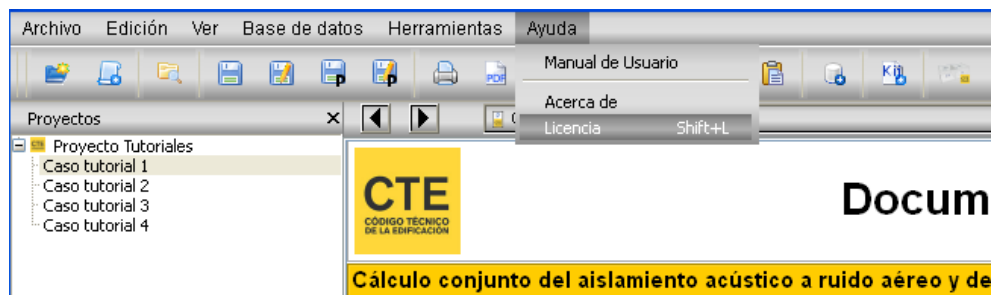 Archivo Edición Ver Base de datos Herramientas Ayuda
Manual de Usuario
PDF
Kit
Acerca de
Licencia Shift+L
Proyectos
Proyecto Tutoriales
Caso tutorial 1
Caso tutorial 2
Caso tutorial 3
Caso tutorial 4
CTE
CÓDIGO TÉCNICO
DE LA EDIFICACIÓN
Docum
Cálculo conjunto del aislamiento acústico a ruido aéreo y de